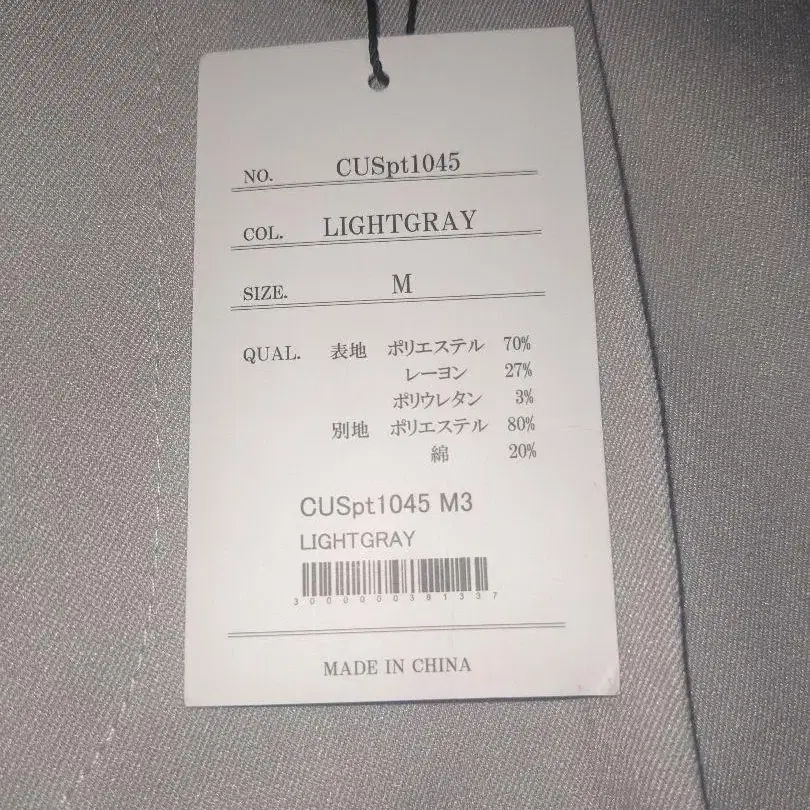 NO. CUSpt1045
COL. LIGHTGRAY
SIZE. M
QUAL. 表地 ポリエステル 70%
レーヨン 27%
ポリウレタン 3%
別地 ポリエステル 80%
綿 20%
CUSpt1045 M3
LIGHTGRAY
3000000381337
MADE IN CHINA